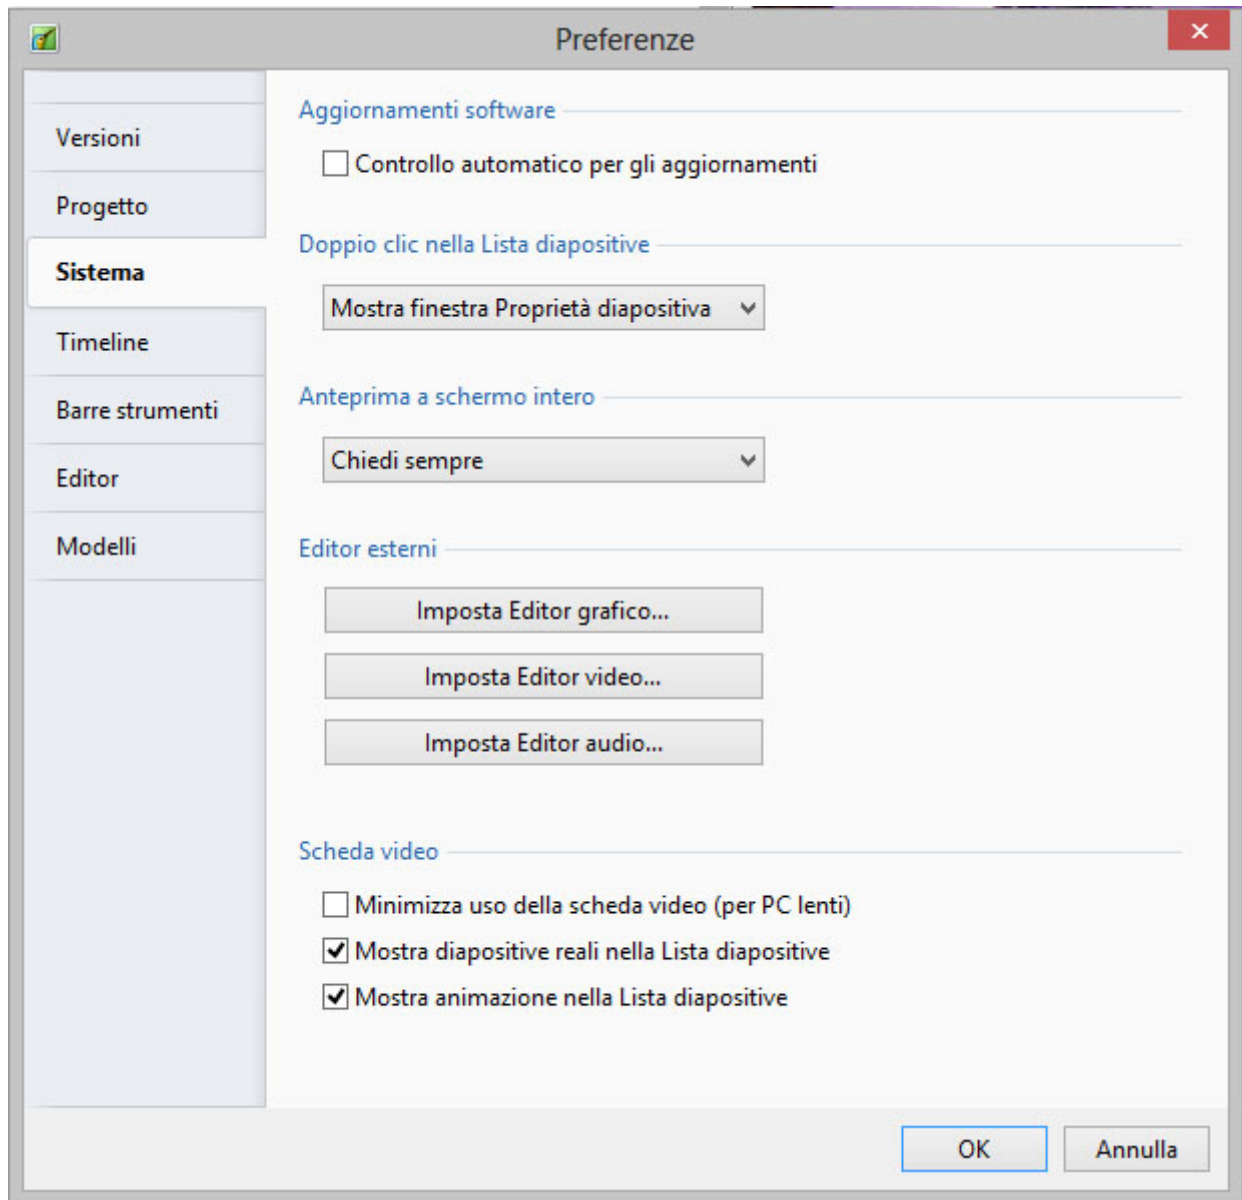 Preferenze
Versioni
Progetto
Sistema
Timeline
Barre strumenti
Editor
Modelli
Aggiornamenti software
Controllo automatico per gli aggiornamenti
Doppio clic nella Lista diapositive
Mostra finestra Proprietà diapositiva
Anteprima a schermo intero
Chiedi sempre
Editor esterni
Imposta Editor grafico...
Imposta Editor video...
Imposta Editor audio...
Scheda video
Minimizza uso della scheda video (per PC lenti)
Mostra diapositive reali nella Lista diapositive
Mostra animazione nella Lista diapositive
OK
Annulla